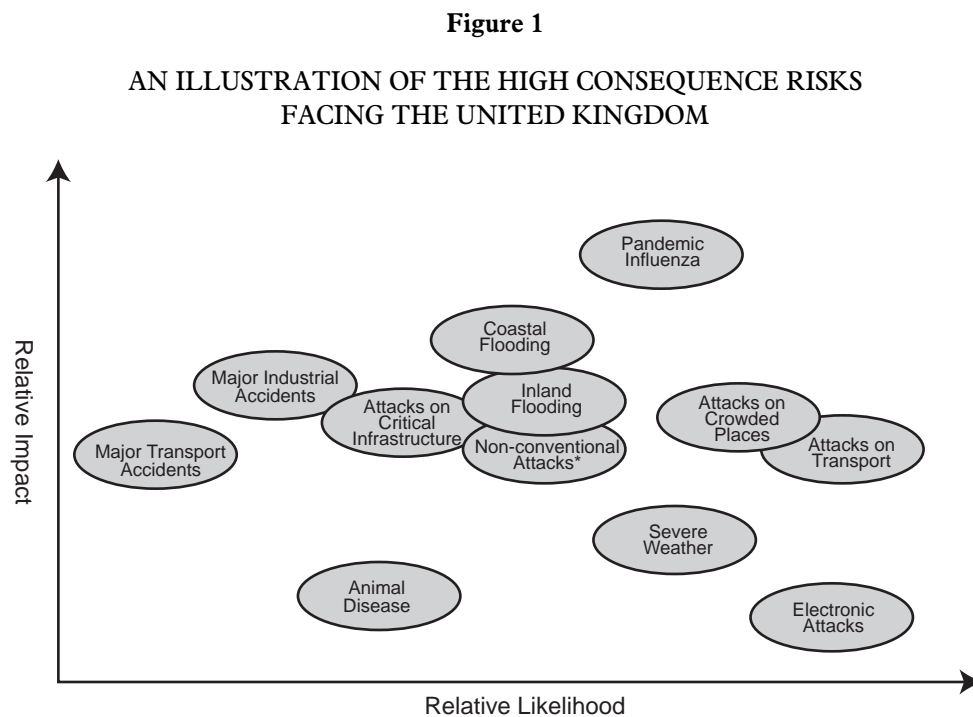 Figure 1
AN ILLUSTRATION OF THE HIGH CONSEQUENCE RISKS
FACING THE UNITED KINGDOM
Relative Impact
Pandemic
Influenza
Coastal
Flooding
Major Industrial
Accidents
Inland
Flooding
Attacks on
Critical
Infrastructure
Attacks on
Crowded
Places
Major Transport
Accidents
Non-conventional
Attacks*
Attacks on
Transport
Severe
Weather
Animal
Disease
Electronic
Attacks
Relative Likelihood